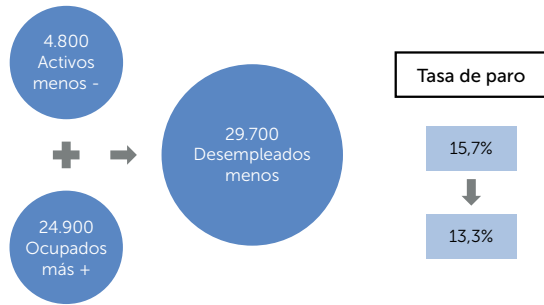 4.800
Activos
menos -
24.900
Ocupados
más +
29.700
Desempleados
menos
Tasa de paro
15,7%
13,3%